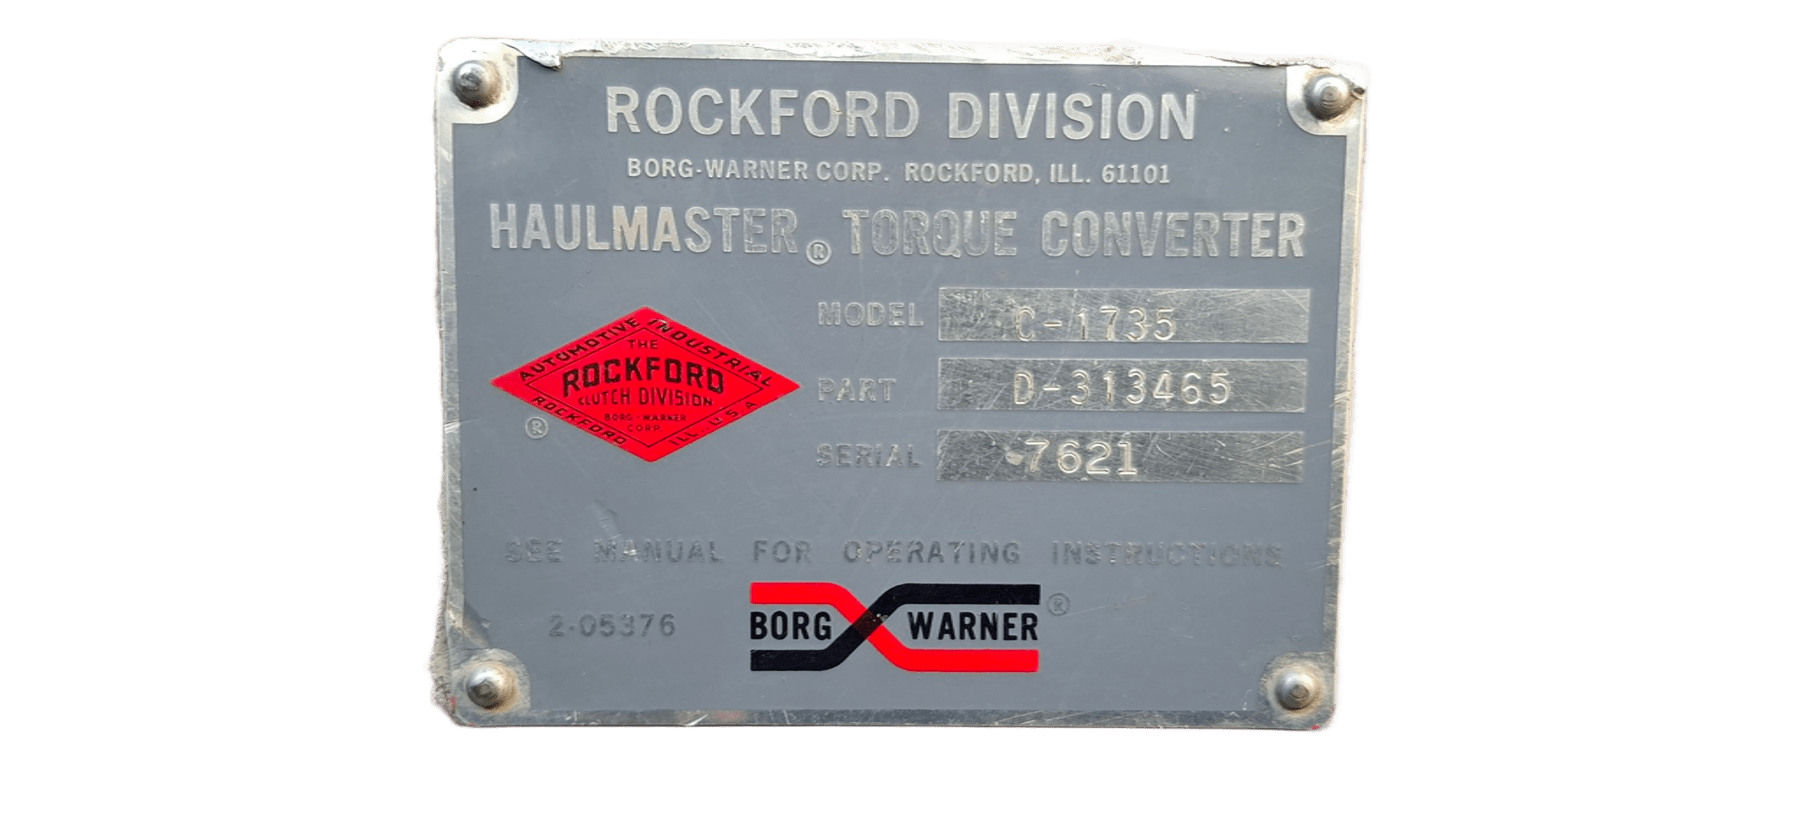 ROCKFORD DIVISION
BORG-WARNER CORP. ROCKFORD, ILL. 61101
HAULMASTER® TORQUE CONVERTER
MODEL C-1735
PART D-313465
SERIAL 7621
AUTOMOTIVE INDUSTRIAL
THE
ROCKFORD
CLUTCH DIVISION
BORG-WARNER
CORP.
ROCKFORD ILL., U.S.A
®
SEE MANUAL FOR OPERATING INSTRUCTIONS
2-05376
BORG WARNER®